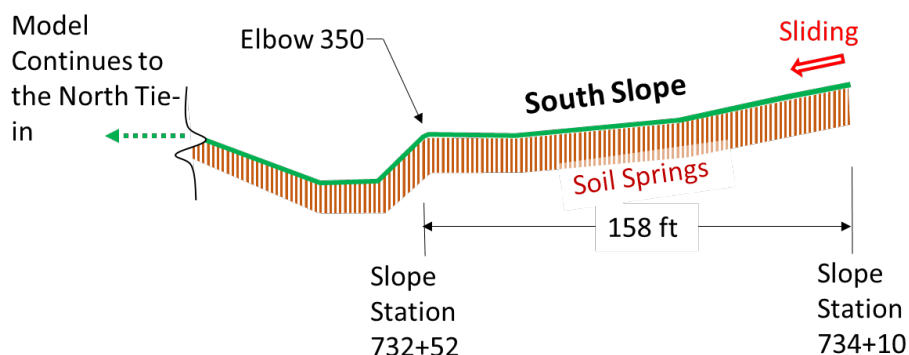 Model
Continues to
the North Tie-
in
Elbow 350
South Slope
Sliding
Soil Springs
158 ft
Slope
Station
732+52
Slope
Station
734+10